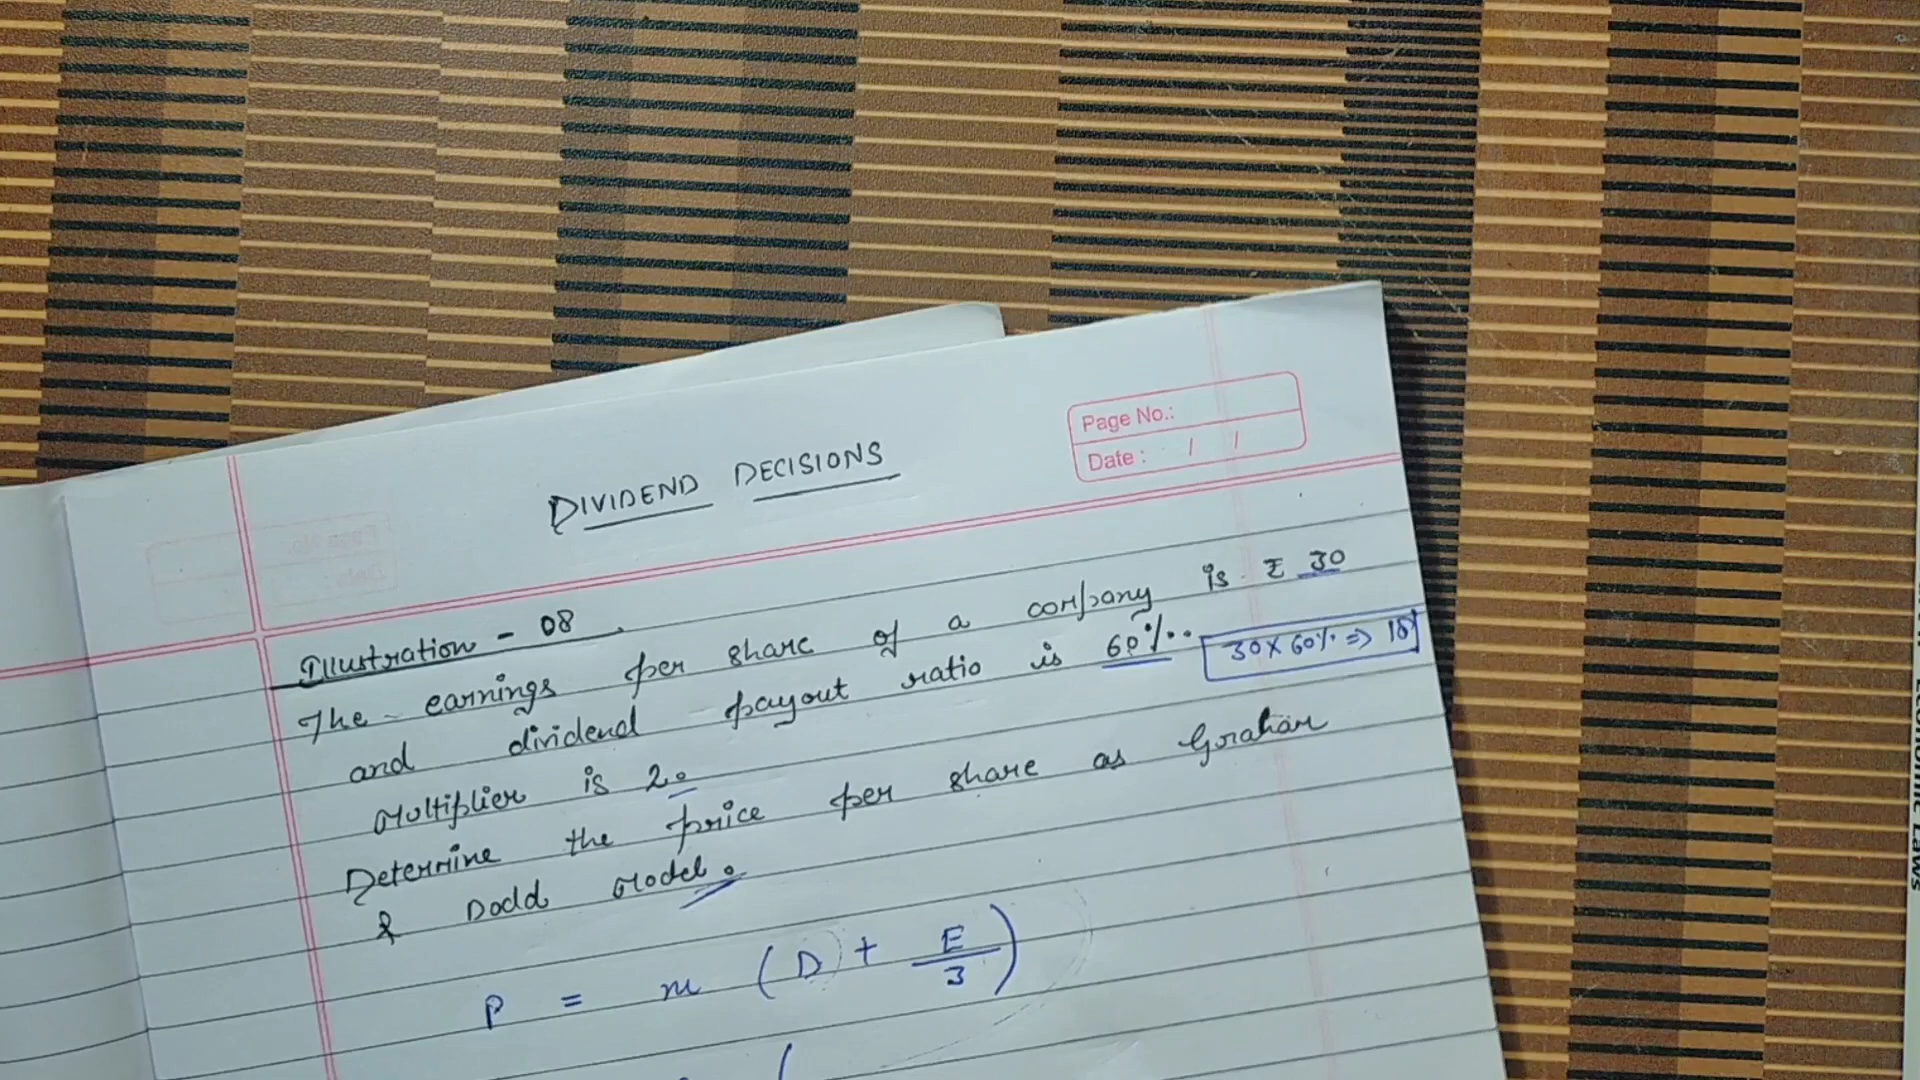 DIVIDEND DECISIONS
Page No.:
Date : / /
Illustration - 08
The earnings per share of a company is ₹ 30
and dividend payout ratio is 60%.
30 x 60% => 18
Multiplier is 2.
Determine the price per share as Graham
& Dodd Model.
P = m (D + E/3)